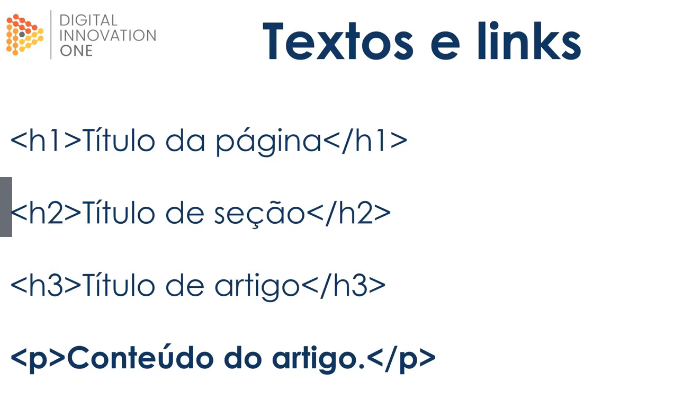 DIGITAL
INNOVATION
ONE
Textos e links
<h1>Título da página</h1>
<h2>Título de seção</h2>
<h3>Título de artigo</h3>
<p>Conteúdo do artigo.</p>